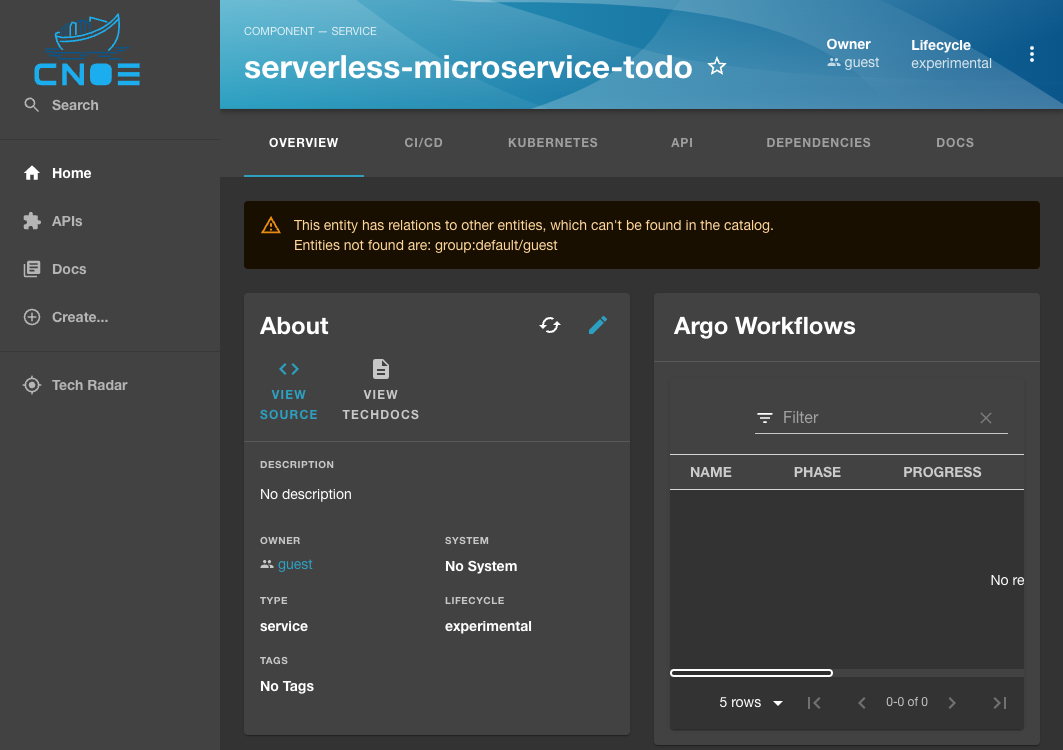 CNOE
Search
Home
APIs
Docs
Create...
Tech Radar
COMPONENT — SERVICE
serverless-microservice-todo
Owner
guest
Lifecycle
experimental
OVERVIEW
CI/CD
KUBERNETES
API
DEPENDENCIES
DOCS
This entity has relations to other entities, which can't be found in the catalog.
Entities not found are: group:default/guest
About
VIEW
SOURCE
VIEW
TECHDOCS
DESCRIPTION
No description
OWNER
guest
SYSTEM
No System
TYPE
service
LIFECYCLE
experimental
TAGS
No Tags
Argo Workflows
Filter
NAME PHASE PROGRESS
No re
5 rows 0-0 of 0